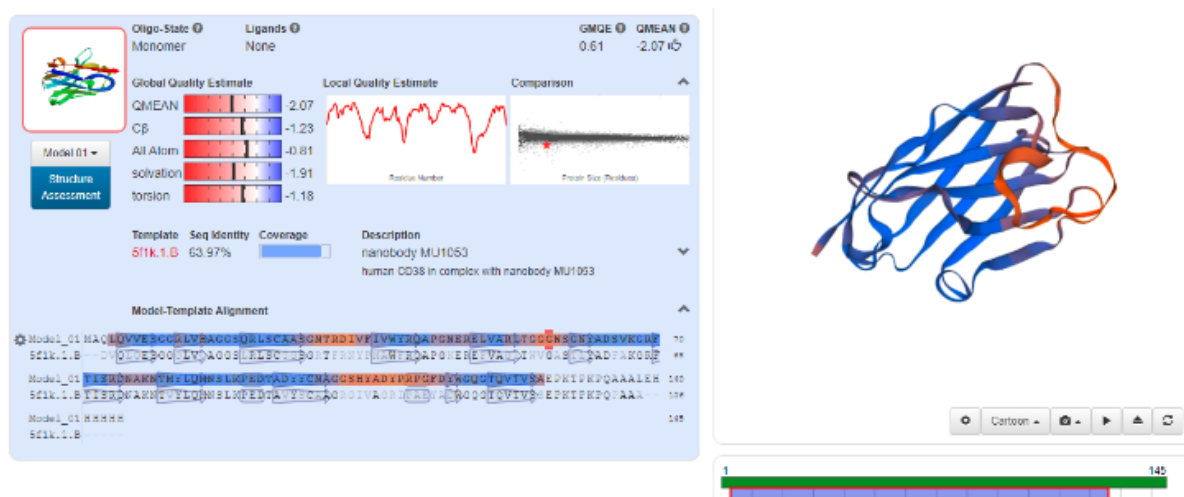 Oligo-State Ligands GMQE QMEAN
Monomer None 0.61 -2.07
Global Quality Estimate Local Quality Estimate Comparison
QMEAN -2.07
Cβ -1.23
All Atom -0.81
solvation -1.91
torsion -1.18
Residue Number
Protein Size (Residues)
Model 01
Structure
Assessment
Template Seq Identity Coverage Description
5f1k.1.B 63.97% nanobody MU1053
human CD38 in complex with nanobody MU1053
Model-Template Alignment
Model_01 70
5f1k.1.B
Model_01 140
5f1k.1.B
Model_01 HHHHH 145
5f1k.1.B -----
Cartoon
1 145